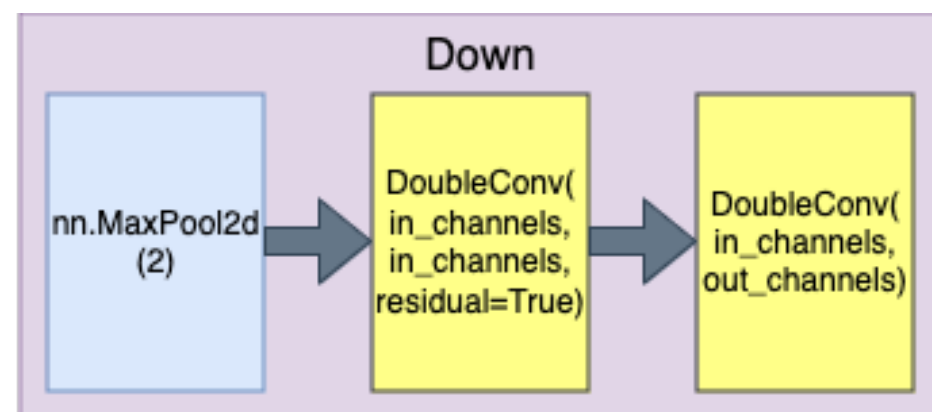 Down
nn.MaxPool2d
(2)
DoubleConv(
in_channels,
in_channels,
residual=True)
DoubleConv(
in_channels,
out_channels)